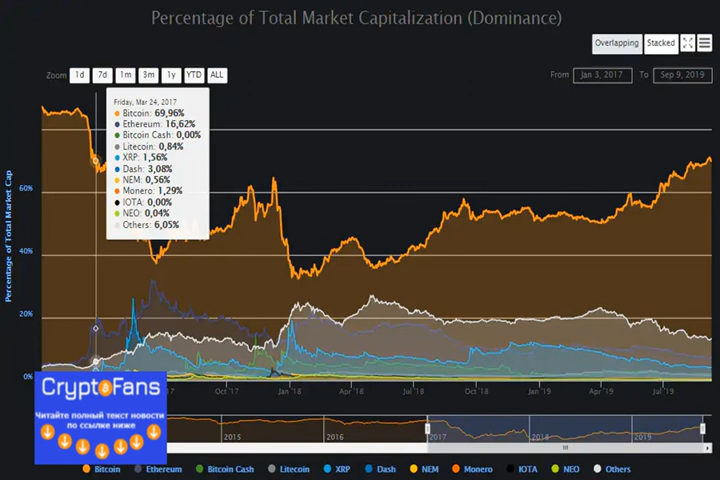 Percentage of Total Market Capitalization (Dominance)
Overlapping Stacked
Zoom 1d 7d 1m 3m 1y YTD ALL
From Jan 3, 2017 To Sep 9, 2019
Friday, Mar 24, 2017
Bitcoin: 69,96%
Ethereum: 16,62%
Bitcoin Cash: 0,00%
Litecoin: 0,84%
XRP: 1,56%
Dash: 3,08%
NEM: 0,56%
Monero: 1,29%
IOTA: 0,00%
NEO: 0,04%
Others: 6,05%
Percentage of Total Market Cap
60%
40%
20%
0%
Oct '17 Jan '18 Apr '18 Jul '18 Oct '18 Jan '19 Apr '19 Jul '19
CryptoFans
Читайте полный текст новости
по ссылке ниже
2015 2016 2017 2018 2019
Bitcoin Ethereum Bitcoin Cash Litecoin XRP Dash NEM Monero IOTA NEO Others